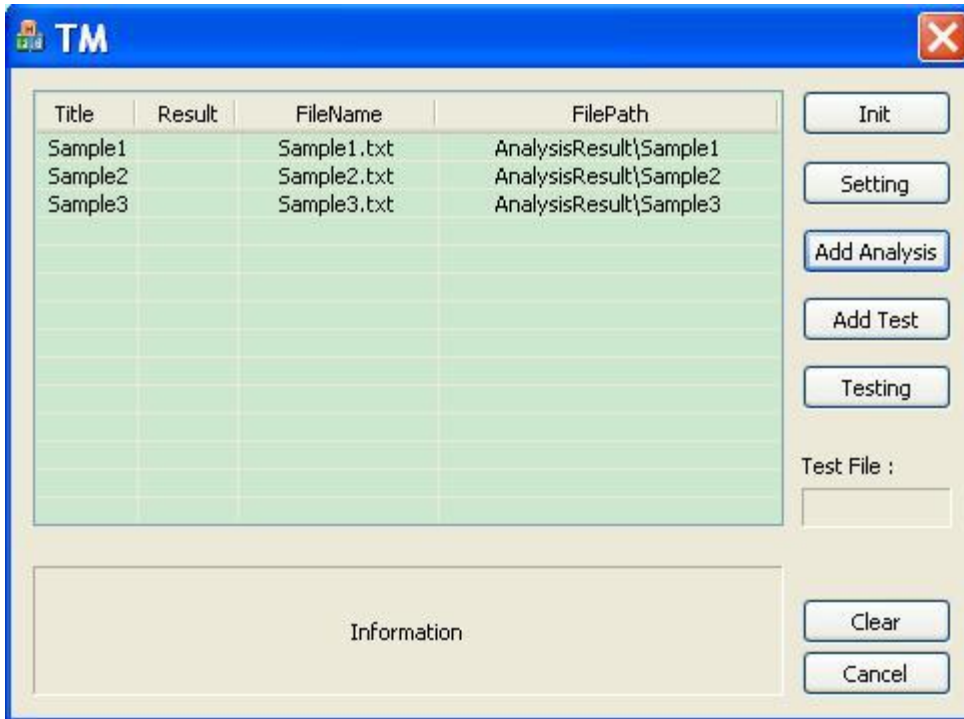 TM
Title Result FileName FilePath
Sample1 Sample1.txt AnalysisResult\Sample1
Sample2 Sample2.txt AnalysisResult\Sample2
Sample3 Sample3.txt AnalysisResult\Sample3
Init
Setting
Add Analysis
Add Test
Testing
Test File :
Information
Clear
Cancel